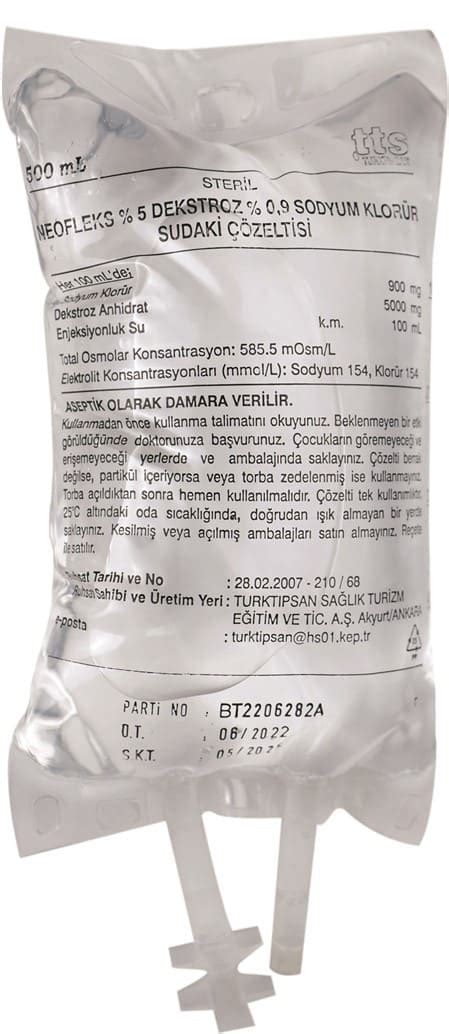 500 mL
tts
STERİL
NEOFLEKS % 5 DEKSTROZ % 0,9 SODYUM KLORÜR
SUDAKİ ÇÖZELTİSİ
Her 100 mL'de;
Sodyum Klorür 900 mg
Dekstroz Anhidrat 5000 mg
Enjeksiyonluk Su k.m. 100 mL
Total Osmolar Konsantrasyon: 585.5 mOsm/L
Elektrolit Konsantrasyonları (mmol/L): Sodyum 154, Klorür 154
ASEPTİK OLARAK DAMARA VERİLİR.
Kullanmadan önce kullanma talimatını okuyunuz. Beklenmeyen bir etki
görüldüğünde doktorunuza başvurunuz. Çocukların göremeyeceği ve
erişemeyeceği yerlerde ve ambalajında saklayınız. Çözelti berrak
değilse, partikül içeriyorsa veya torba zedelenmiş ise kullanmayınız.
Torba açıldıktan sonra hemen kullanılmalıdır. Çözelti tek kullanımlıktır.
25°C altındaki oda sıcaklığında, doğrudan ışık almayan bir yerde
saklayınız. Kesilmiş veya açılmış ambalajları satın almayınız. Reçete
ile satılır.
Ruhsat Tarihi ve No : 28.02.2007 - 210 / 68
Ruhsat Sahibi ve Üretim Yeri : TURKTIPSAN SAĞLIK TURİZM
EĞİTİM VE TİC. A.Ş. Akyurt/ANKARA
e-posta : turktipsan@hs01.kep.tr
PARTİ NO : BT2206282A
Ü.T. : 06/2022
S.K.T. : 05/202